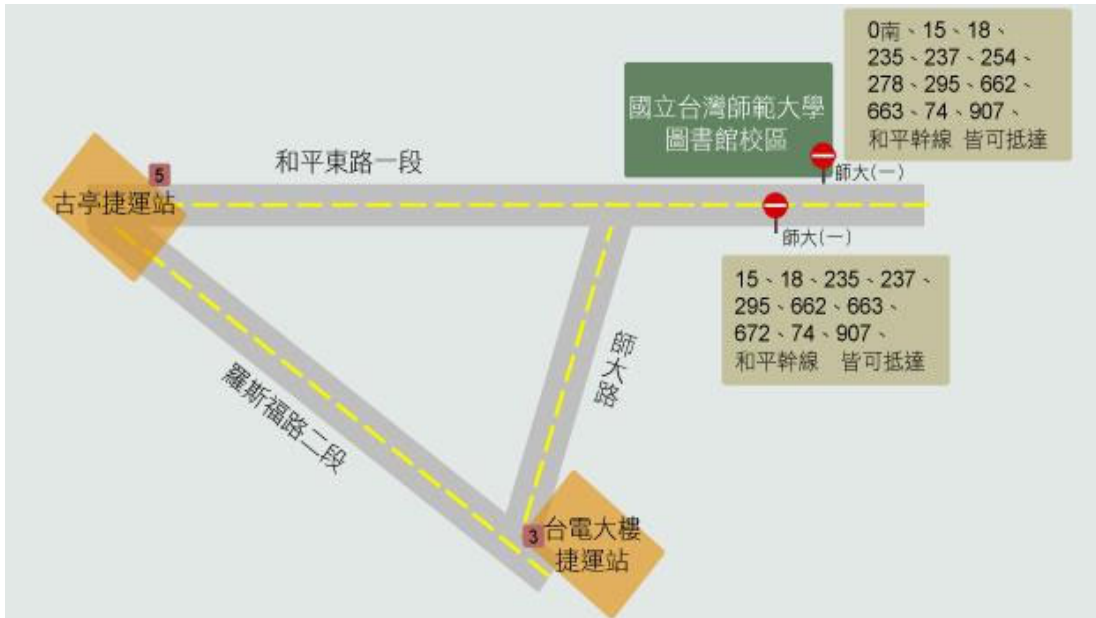 0南、15、18、
235、237、254、
278、295、662、
663、74、907、
和平幹線 皆可抵達
國立台灣師範大學
圖書館校區
和平東路一段
5
師大(一)
古亭捷運站
師大(一)
15、18、235、237、
295、662、663、
672、74、907、
和平幹線 皆可抵達
師大路
羅斯福路二段
3
台電大樓
捷運站